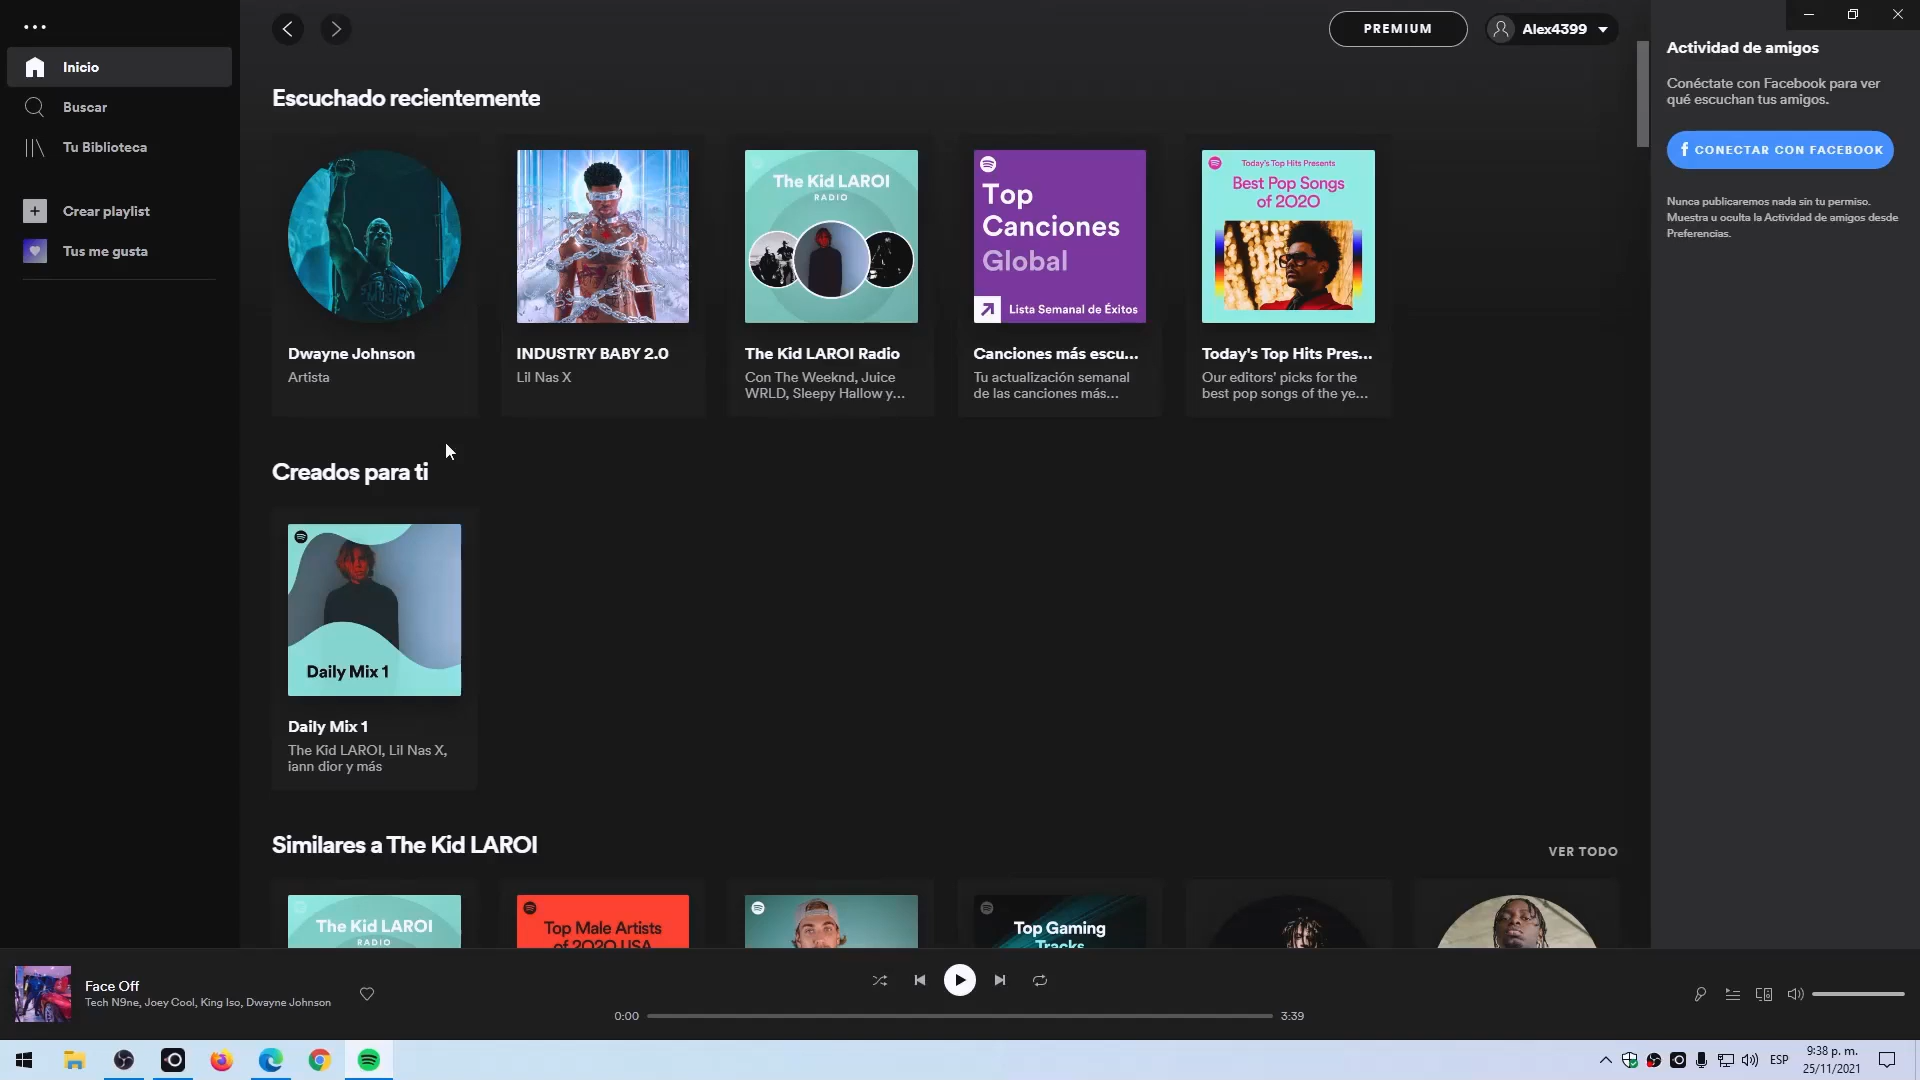 Inicio
Buscar
Tu Biblioteca
Crear playlist
Tus me gusta
PREMIUM
Alex4399
Escuchado recientemente
The Kid LAROI
RADIO
Top
Canciones
Global
Lista Semanal de Éxitos
Today's Top Hits Presents
Best Pop Songs
of 2020
Dwayne Johnson
Artista
INDUSTRY BABY 2.0
Lil Nas X
The Kid LAROI Radio
Con The Weeknd, Juice
WRLD, Sleepy Hallow y...
Canciones más escu...
Tu actualización semanal
de las canciones más...
Today's Top Hits Pres...
Our editors' picks for the
best pop songs of the ye...
Creados para ti
Daily Mix 1
Daily Mix 1
The Kid LAROI, Lil Nas X,
iann dior y más
Similares a The Kid LAROI
VER TODO
The Kid LAROI
RADIO
Top Male Artists
of 2020 USA
Top Gaming
Tracks
Actividad de amigos
Conéctate con Facebook para ver
qué escuchan tus amigos.
f CONECTAR CON FACEBOOK
Nunca publicaremos nada sin tu permiso.
Muestra u oculta la Actividad de amigos desde
Preferencias.
Face Off
Tech N9ne, Joey Cool, King Iso, Dwayne Johnson
0:00
3:39
ESP
9:38 p. m.
25/11/2021